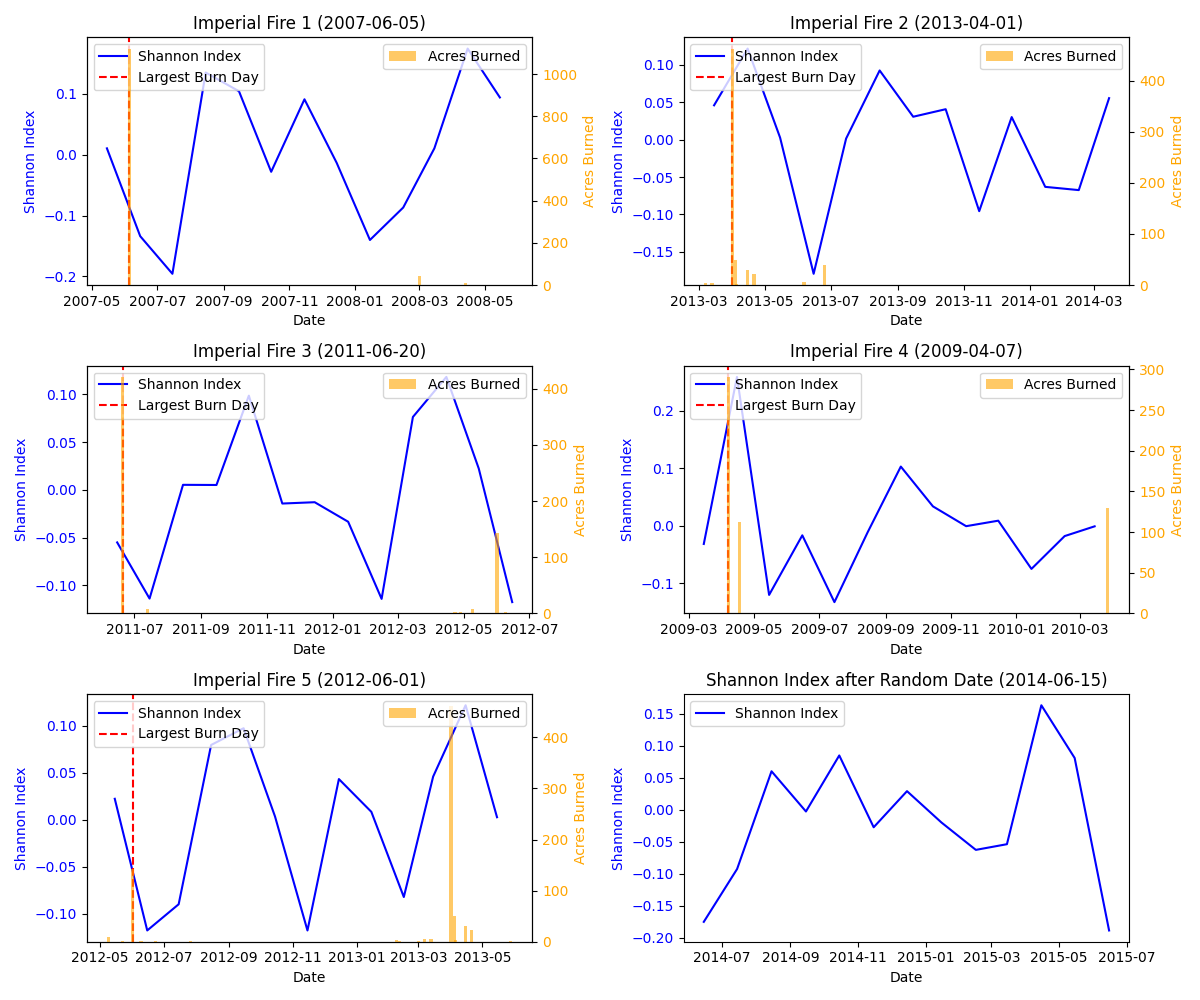 Imperial Fire 1 (2007-06-05)
Shannon Index
Largest Burn Day
Acres Burned
Shannon Index
0.1
0.0
−0.1
−0.2
1000
800
600
400
200
0
Acres Burned
2007-05 2007-07 2007-09 2007-11 2008-01 2008-03 2008-05
Date
Imperial Fire 2 (2013-04-01)
Shannon Index
Largest Burn Day
Acres Burned
Shannon Index
0.10
0.05
0.00
−0.05
−0.10
−0.15
400
300
200
100
0
Acres Burned
2013-03 2013-05 2013-07 2013-09 2013-11 2014-01 2014-03
Date
Imperial Fire 3 (2011-06-20)
Shannon Index
Largest Burn Day
Acres Burned
Shannon Index
0.10
0.05
0.00
−0.05
−0.10
400
300
200
100
0
Acres Burned
2011-07 2011-09 2011-11 2012-01 2012-03 2012-05 2012-07
Date
Imperial Fire 4 (2009-04-07)
Shannon Index
Largest Burn Day
Acres Burned
Shannon Index
0.2
0.1
0.0
−0.1
300
250
200
150
100
50
0
Acres Burned
2009-03 2009-05 2009-07 2009-09 2009-11 2010-01 2010-03
Date
Imperial Fire 5 (2012-06-01)
Shannon Index
Largest Burn Day
Acres Burned
Shannon Index
0.10
0.05
0.00
−0.05
−0.10
400
300
200
100
0
Acres Burned
2012-05 2012-07 2012-09 2012-11 2013-01 2013-03 2013-05
Date
Shannon Index after Random Date (2014-06-15)
Shannon Index
Shannon Index
0.15
0.10
0.05
0.00
−0.05
−0.10
−0.15
−0.20
2014-07 2014-09 2014-11 2015-01 2015-03 2015-05 2015-07
Date